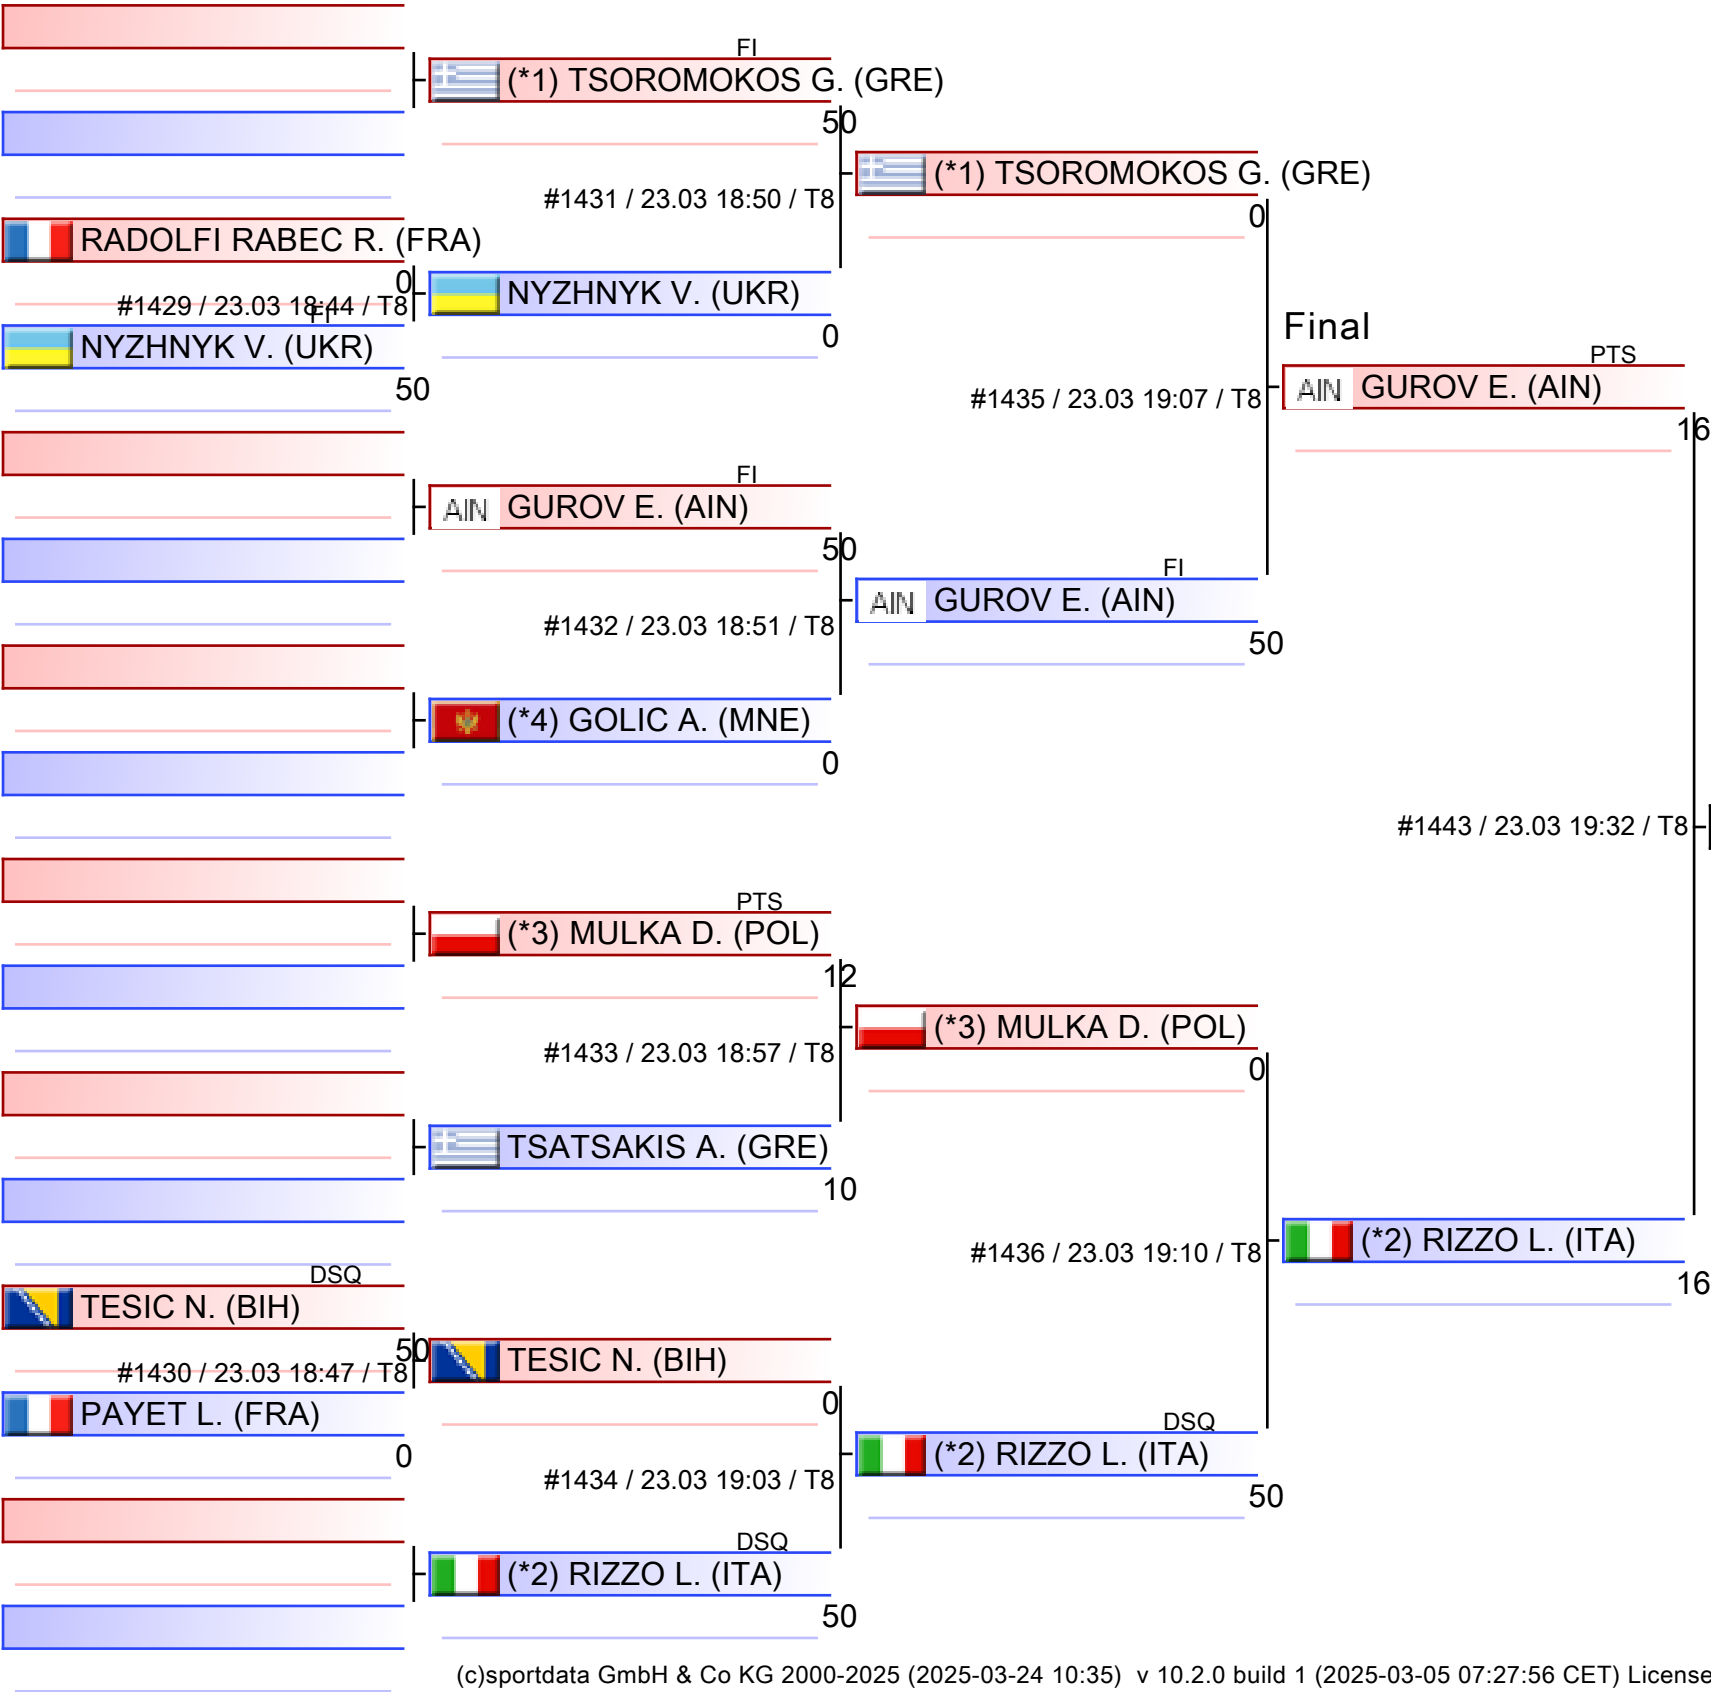 FI
(*1) TSOROMOKOS G. (GRE)
50
(*1) TSOROMOKOS G. (GRE)
#1431 / 23.03 18:50 / T8
0
RADOLFI RABEC R. (FRA)
0
#1429 / 23.03 18:44 / T8
FI
NYZHNYK V. (UKR)
0
NYZHNYK V. (UKR)
50
Final
PTS
AIN GUROV E. (AIN)
#1435 / 23.03 19:07 / T8
16
FI
AIN GUROV E. (AIN)
50
FI
AIN GUROV E. (AIN)
#1432 / 23.03 18:51 / T8
50
(*4) GOLIC A. (MNE)
0
#1443 / 23.03 19:32 / T8
PTS
(*3) MULKA D. (POL)
12
(*3) MULKA D. (POL)
#1433 / 23.03 18:57 / T8
0
TSATSAKIS A. (GRE)
10
(*2) RIZZO L. (ITA)
#1436 / 23.03 19:10 / T8
16
DSQ
TESIC N. (BIH)
50
#1430 / 23.03 18:47 / T8
TESIC N. (BIH)
0
PAYET L. (FRA)
0
DSQ
(*2) RIZZO L. (ITA)
#1434 / 23.03 19:03 / T8
50
DSQ
(*2) RIZZO L. (ITA)
50
(c)sportdata GmbH & Co KG 2000-2025 (2025-03-24 10:35) v 10.2.0 build 1 (2025-03-05 07:27:56 CET) License